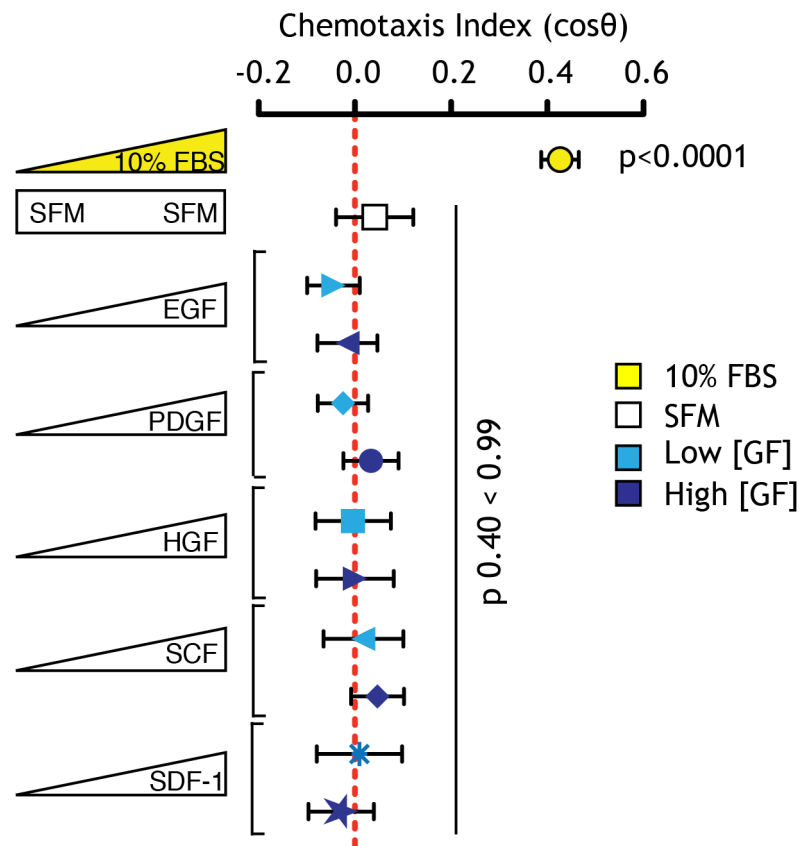 Chemotaxis Index (cosθ)
-0.2 0.0 0.2 0.4 0.6
10% FBS
p<0.0001
SFM SFM
EGF
PDGF
HGF
SCF
SDF-1
p 0.40 < 0.99
10% FBS
SFM
Low [GF]
High [GF]